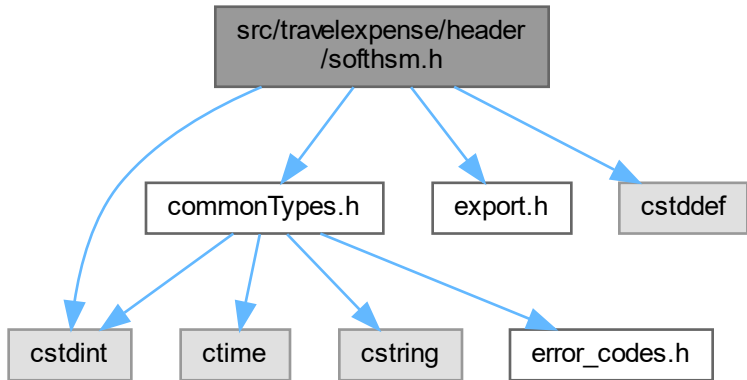 src/travelexpense/header
/softhsm.h
commonTypes.h
export.h
cstddef
cstdint
ctime
cstring
error_codes.h